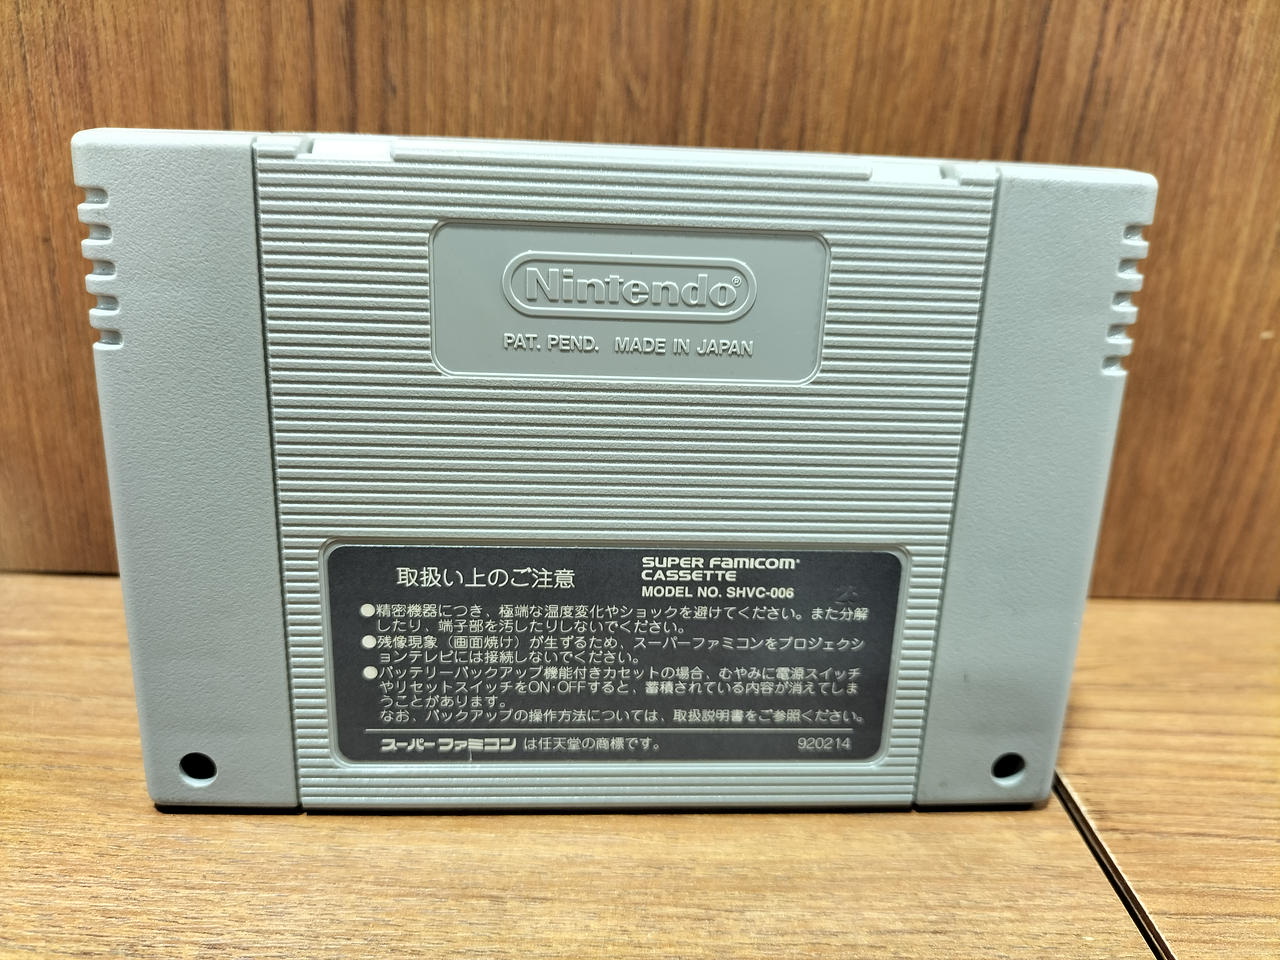 Nintendo®
PAT. PEND. MADE IN JAPAN
取扱い上のご注意
SUPER FAMICOM®
CASSETTE
MODEL NO. SHVC-006
●精密機器につき、極端な温度変化やショックを避けてください。また分解
したり、端子部を汚したりしないでください。
●残像現象（画面焼け）が生ずるため、スーパーファミコンをプロジェクシ
ョンテレビには接続しないでください。
●バッテリーバックアップ機能付きカセットの場合、むやみに電源スイッチ
やリセットスイッチをON·OFFすると、蓄積されている内容が消えてしま
うことがあります。
なお、バックアップの操作方法については、取扱説明書をご参照ください。
スーパーファミコン は任天堂の商標です。
920214